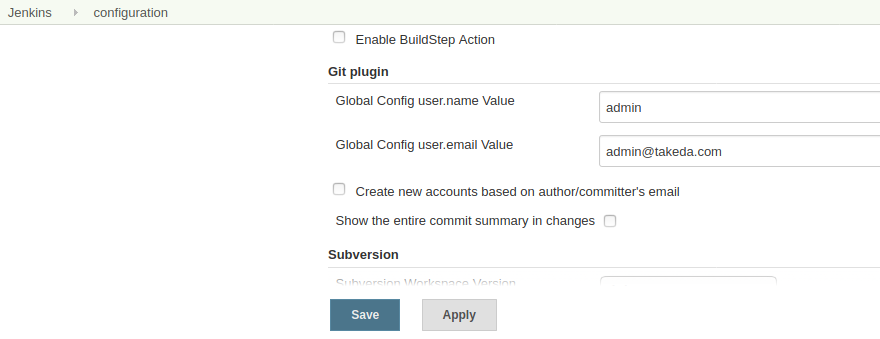 Jenkins configuration
Enable BuildStep Action
Git plugin
Global Config user.name Value admin
Global Config user.email Value admin@takeda.com
Create new accounts based on author/committer's email
Show the entire commit summary in changes
Subversion
Subversion Workspace Version
Save Apply